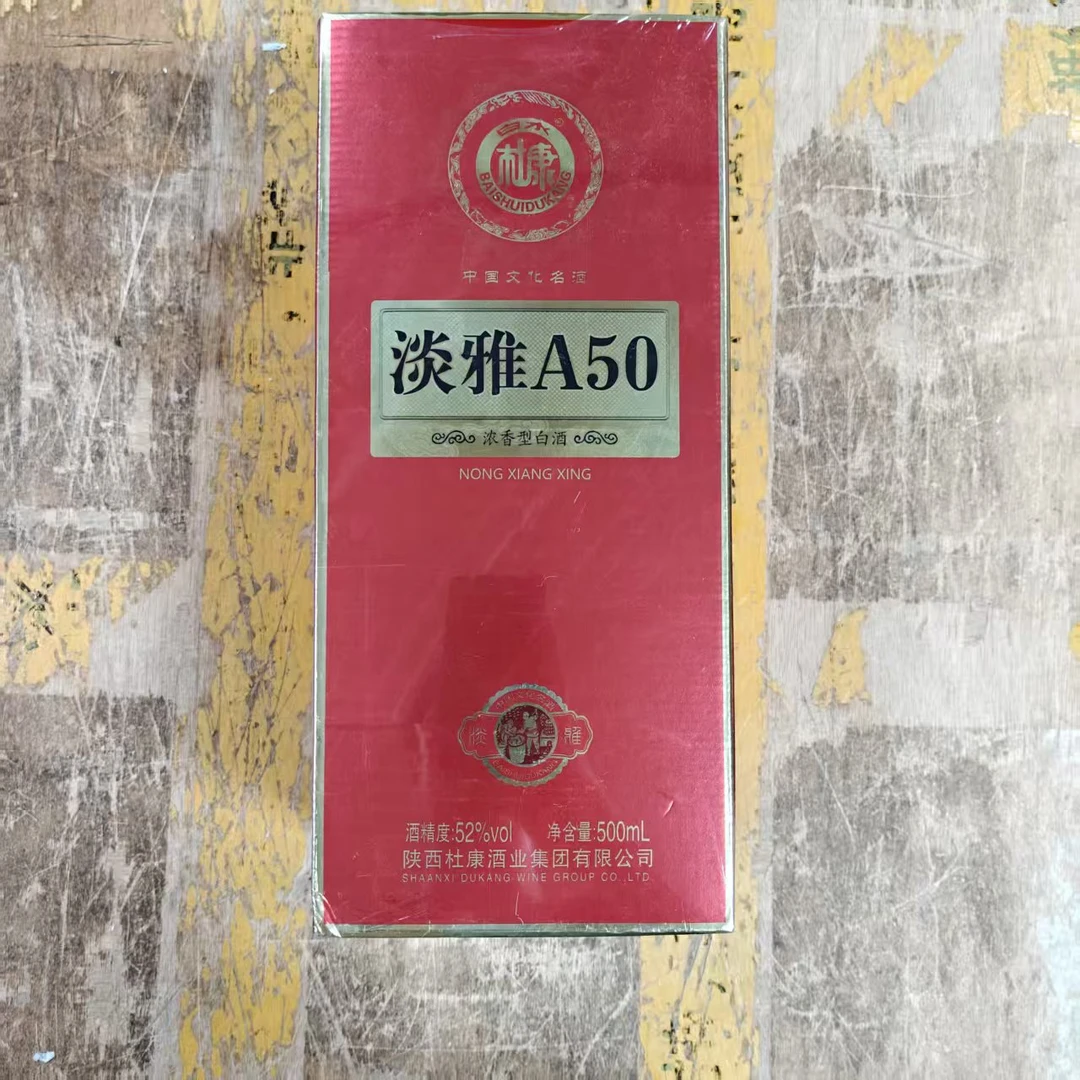 白水
杜康
BAISHUIDUKANG
中国文化名酒
淡雅A50
浓香型白酒
NONG XIANG XING
淡 雅
酒精度:52%vol 净含量:500mL
陕西杜康酒业集团有限公司
SHAANXI DUKANG WINE GROUP CO.,LTD.